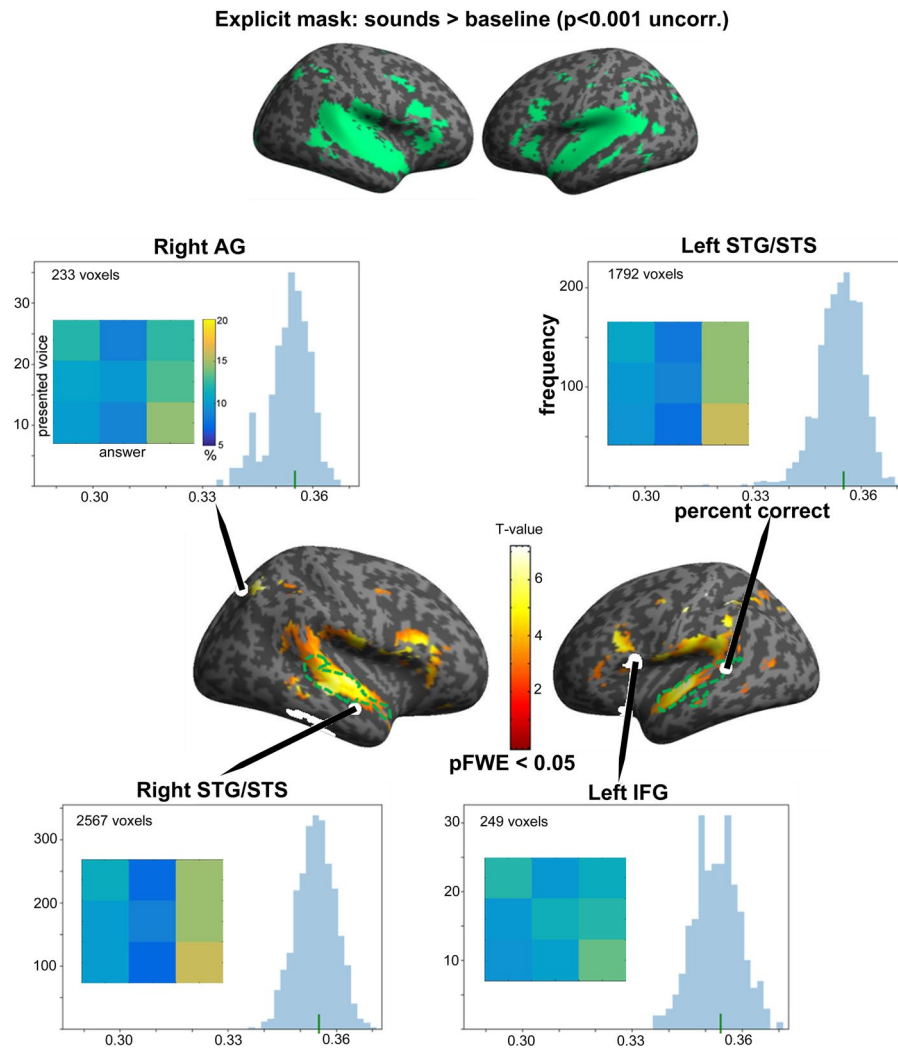 Explicit mask: sounds > baseline (p<0.001 uncorr.)
Right AG
233 voxels
30
20
10
presented voice
answer
20
15
10
5
%
0.30
0.33
0.36
Left STG/STS
1792 voxels
200
100
frequency
0.30
0.33
0.36
percent correct
T-value
6
4
2
pFWE < 0.05
Right STG/STS
2567 voxels
300
200
100
0.30
0.33
0.36
Left IFG
249 voxels
30
20
10
0
0.30
0.33
0.36